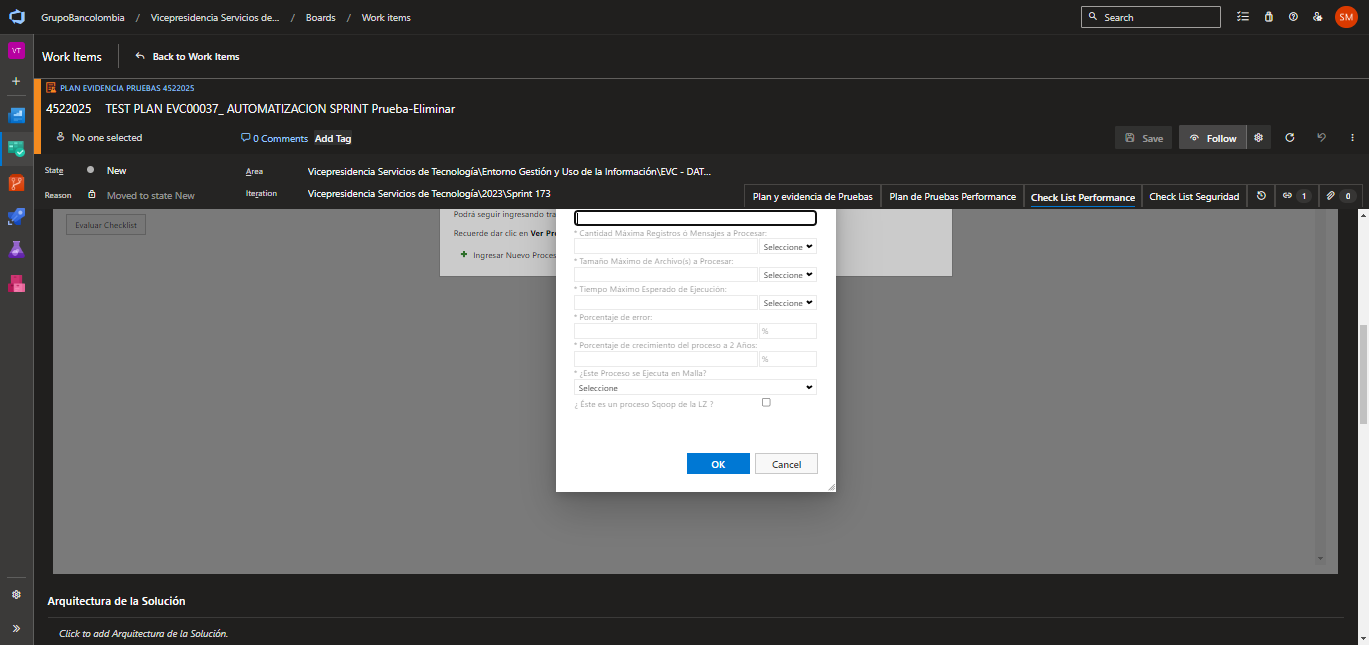 GrupoBancolombia / Vicepresidencia Servicios de... / Boards / Work items
Search
SM
VT
Work Items
Back to Work Items
PLAN EVIDENCIA PRUEBAS 4522025
4522025 TEST PLAN EVC00037_ AUTOMATIZACION SPRINT Prueba-Eliminar
No one selected
0 Comments
Add Tag
Save
Follow
State
New
Area
Vicepresidencia Servicios de Tecnología\Entorno Gestión y Uso de la Información\EVC - DAT...
Reason
Moved to state New
Iteration
Vicepresidencia Servicios de Tecnología\2023\Sprint 173
Plan y evidencia de Pruebas
Plan de Pruebas Performance
Check List Performance
Check List Seguridad
1
0
Evaluar Checklist
Podrá seguir ingresando tra
Recuerde dar clic en Ver Pr
+ Ingresar Nuevo Proces
* Cantidad Máxima Registros o Mensajes a Procesar:
Seleccione
* Tamaño Máximo de Archivo(s) a Procesar:
Seleccione
* Tiempo Máximo Esperado de Ejecución:
Seleccione
* Porcentaje de error:
%
* Porcentaje de crecimiento del proceso a 2 Años:
%
* ¿Este Proceso se Ejecuta en Malla?
Seleccione
¿ Éste es un proceso Sqoop de la LZ ?
OK
Cancel
Arquitectura de la Solución
Click to add Arquitectura de la Solución.